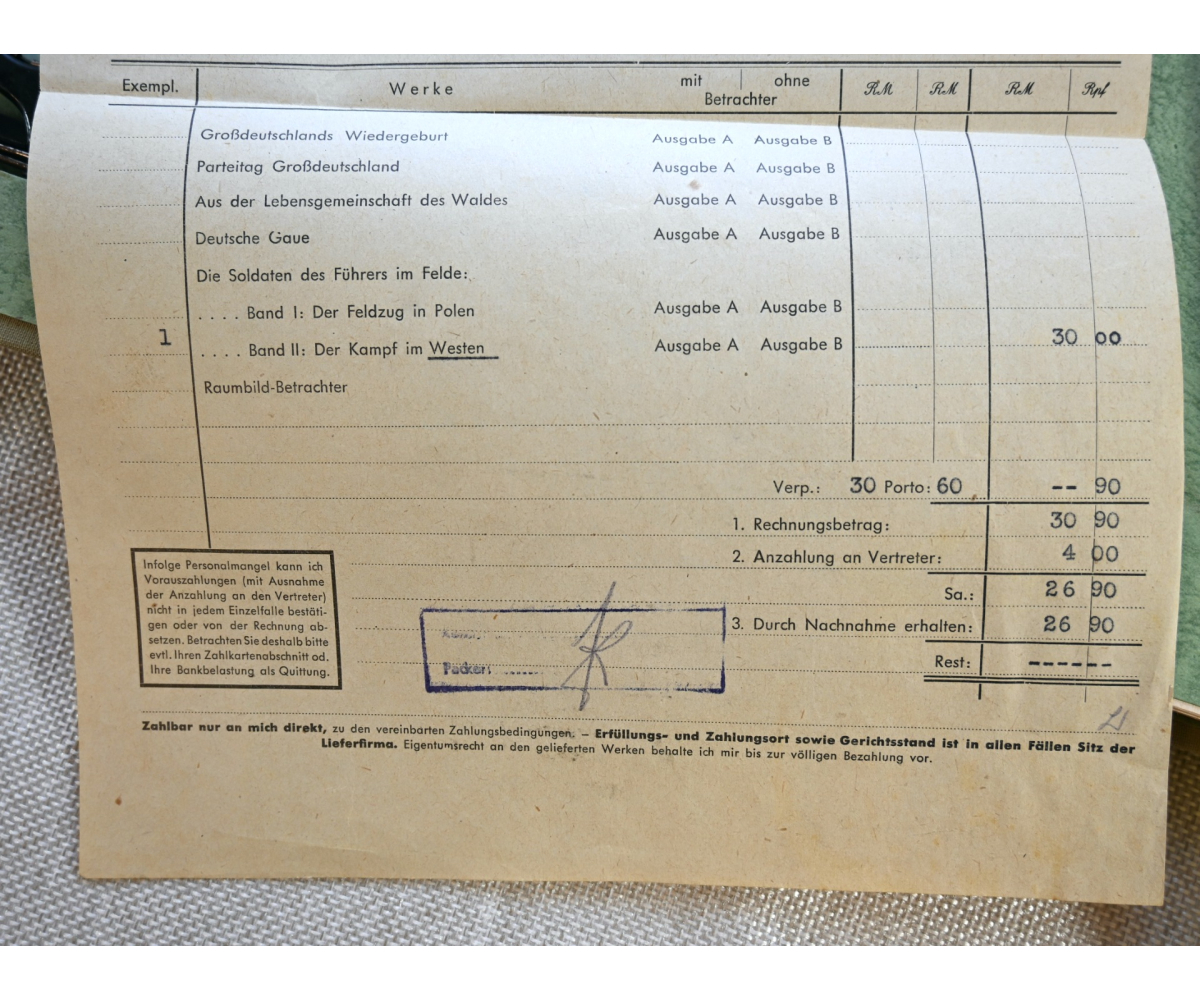 Exempl. Werke mit ohne RM RM RM Rpf
Betrachter
Großdeutschlands Wiedergeburt Ausgabe A Ausgabe B
Parteitag Großdeutschland Ausgabe A Ausgabe B
Aus der Lebensgemeinschaft des Waldes Ausgabe A Ausgabe B
Deutsche Gaue Ausgabe A Ausgabe B
Die Soldaten des Führers im Felde:
.... Band I: Der Feldzug in Polen Ausgabe A Ausgabe B
1 .... Band II: Der Kampf im Westen Ausgabe A Ausgabe B 30 00
Raumbild-Betrachter
Verp.: 30 Porto: 60 -- 90
1. Rechnungsbetrag: 30 90
2. Anzahlung an Vertreter: 4 00
Sa.: 26 90
3. Durch Nachnahme erhalten: 26 90
Rest: ------
Infolge Personalmangel kann ich
Vorauszahlungen (mit Ausnahme
der Anzahlung an den Vertreter)
nicht in jedem Einzelfalle bestäti-
gen oder von der Rechnung ab-
setzen. Betrachten Sie deshalb bitte
evtl. Ihren Zahlkartenabschnitt od.
Ihre Bankbelastung als Quittung.
Packer:
Zahlbar nur an mich direkt, zu den vereinbarten Zahlungsbedingungen. – Erfüllungs- und Zahlungsort sowie Gerichtsstand ist in allen Fällen Sitz der
Lieferfirma. Eigentumsrecht an den gelieferten Werken behalte ich mir bis zur völligen Bezahlung vor.